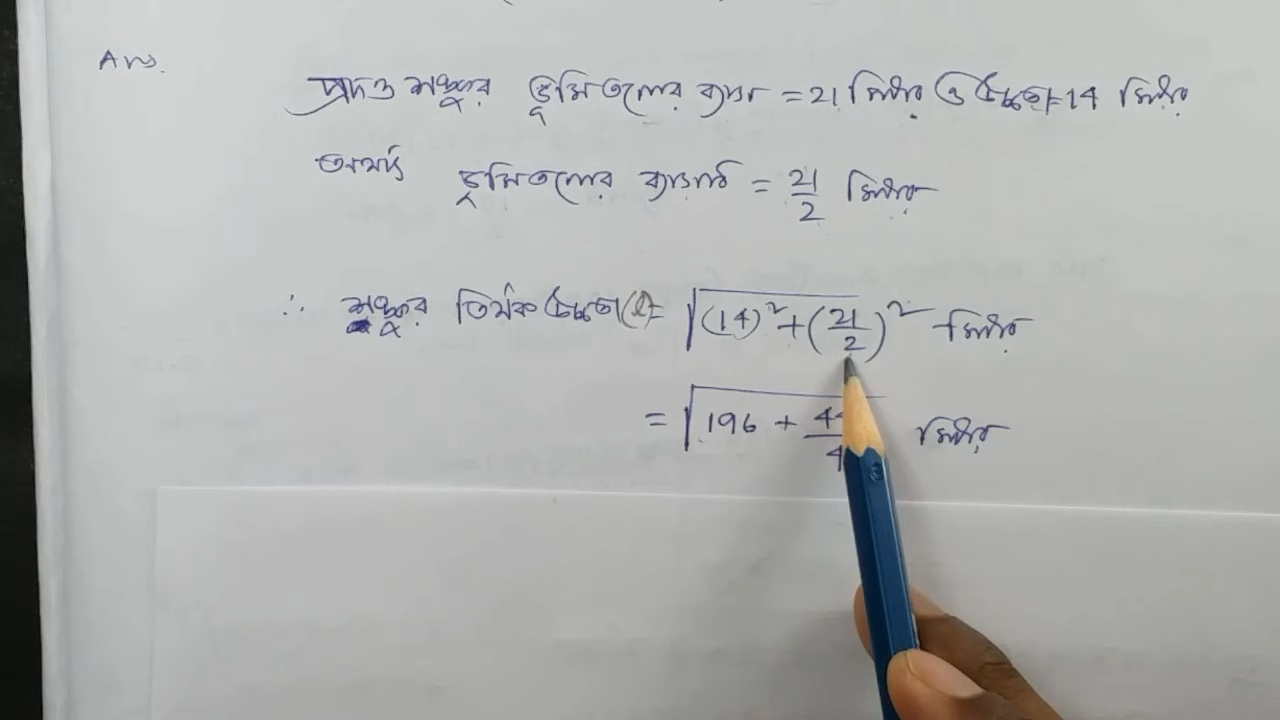 Ans.
প্রদত্ত শঙ্কুর ভূমিতলের ব্যাস = 21 মিটার ও উচ্চতা = 14 মিটার
অর্থাৎ ভূমিতলের ব্যাসার্ধ = 21/2 মিটার
∴ শঙ্কুর তির্যক উচ্চতা (l) = √(14)² + (21/2)² মিটার
= √196 + 4 /4 মিটার